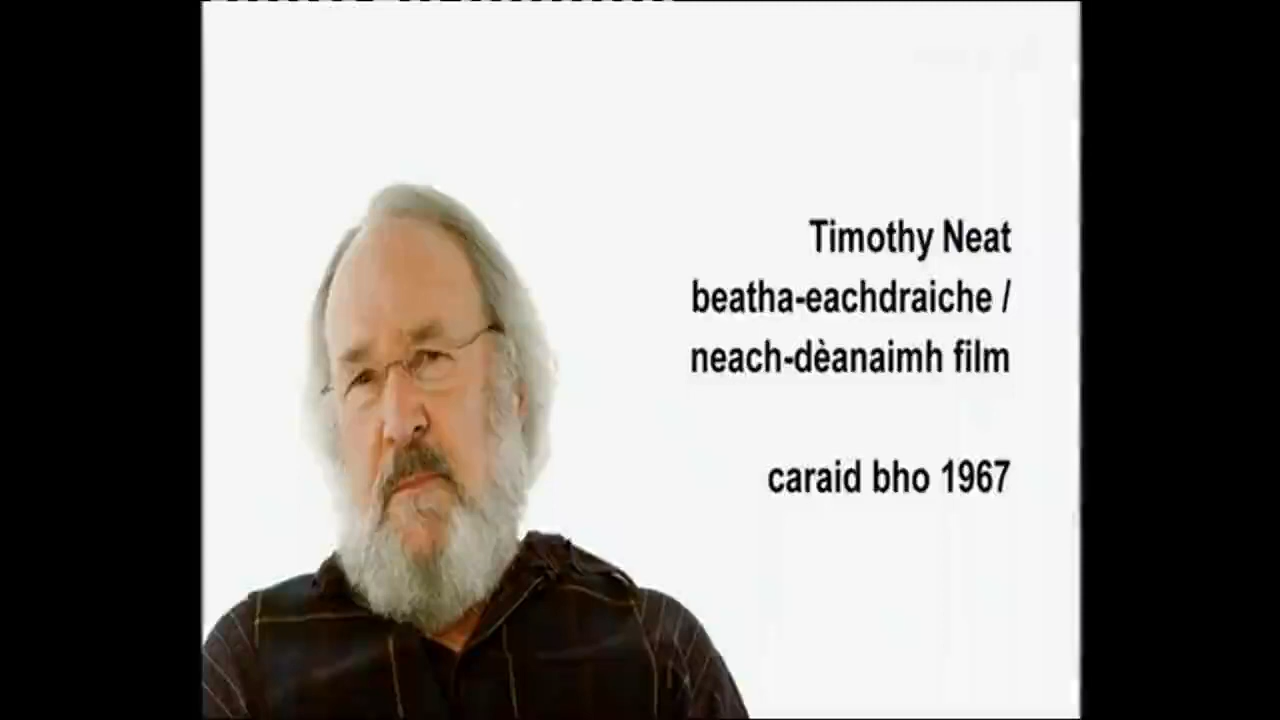 Timothy Neat
beatha-eachdraiche /
neach-dèanaimh film
caraid bho 1967